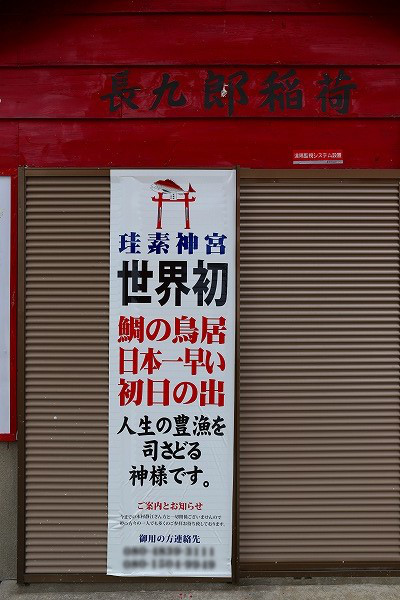 長九郎稲荷
遠隔監視システム設置
珪素神宮
世界初
鯛の鳥居
日本一早い
初日の出
人生の豊漁を
司さどる
神様です。
ご案内とお知らせ
御用の方連絡先